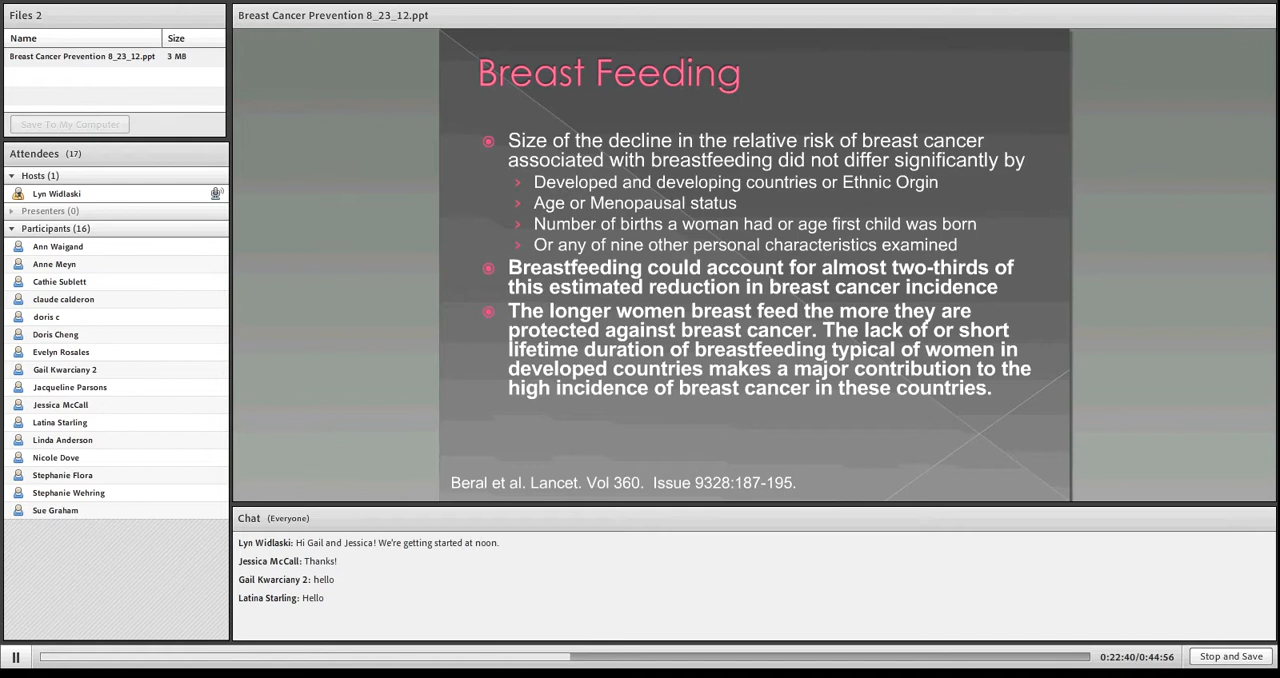 Files 2
Name Size
Breast Cancer Prevention 8_23_12.ppt 3 MB
Save To My Computer
Attendees (17)
Hosts (1)
Lyn Widlaski
Presenters (0)
Participants (16)
Ann Waigand
Anne Meyn
Cathie Sublett
claude calderon
doris c
Doris Cheng
Evelyn Rosales
Gail Kwarciany 2
Jacqueline Parsons
Jessica McCall
Latina Starling
Linda Anderson
Nicole Dove
Stephanie Flora
Stephanie Wehring
Sue Graham
Breast Cancer Prevention 8_23_12.ppt
Breast Feeding
Size of the decline in the relative risk of breast cancer
associated with breastfeeding did not differ significantly by
Developed and developing countries or Ethnic Orgin
Age or Menopausal status
Number of births a woman had or age first child was born
Or any of nine other personal characteristics examined
Breastfeeding could account for almost two-thirds of
this estimated reduction in breast cancer incidence
The longer women breast feed the more they are
protected against breast cancer. The lack of or short
lifetime duration of breastfeeding typical of women in
developed countries makes a major contribution to the
high incidence of breast cancer in these countries.
Beral et al. Lancet. Vol 360. Issue 9328:187-195.
Chat (Everyone)
Lyn Widlaski: Hi Gail and Jessica! We're getting started at noon.
Jessica McCall: Thanks!
Gail Kwarciany 2: hello
Latina Starling: Hello
0:22:40/0:44:56
Stop and Save